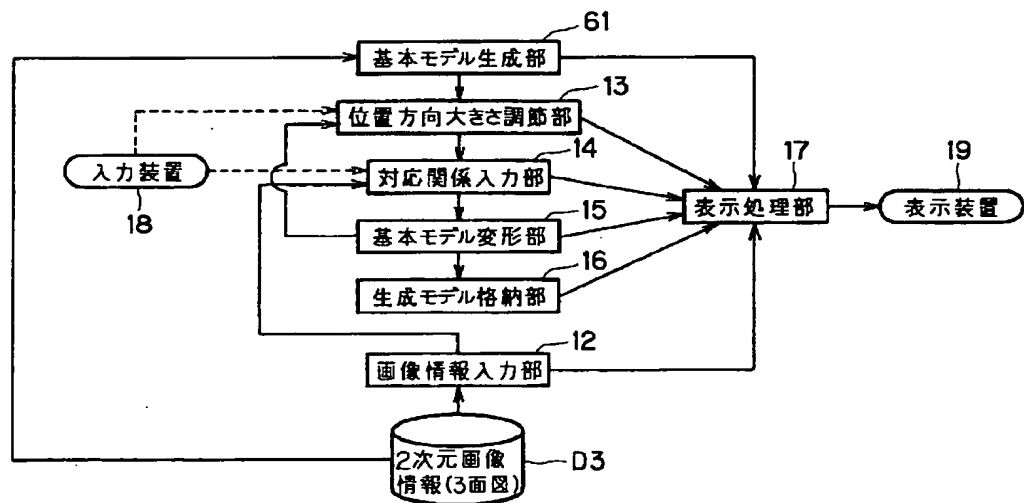 61
基本モデル生成部
13
位置方向大きさ調節部
14
17
19
入力装置
対応関係入力部
表示処理部
表示装置
18
15
基本モデル変形部
16
生成モデル格納部
12
画像情報入力部
2次元画像
情報(3面図)
D3